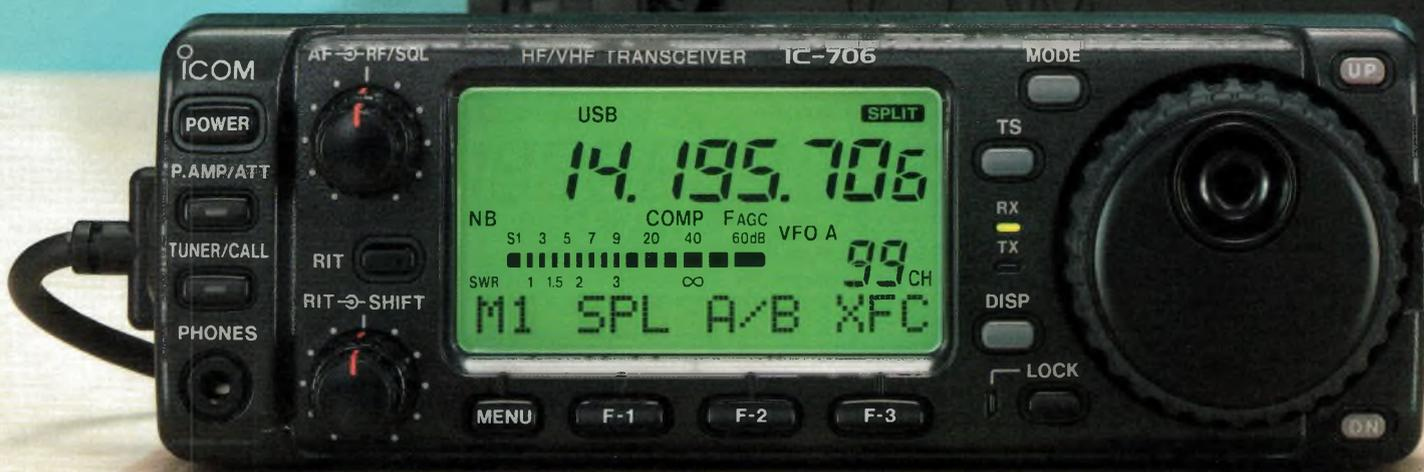 ICOM
POWER
P.AMP/ATT
TUNER/CALL
PHONES
AF RF/SQL
RIT
RIT SHIFT
HF/VHF TRANSCEIVER IC-706
USB SPLIT
14.195.706
NB COMP F AGC
VFO A
S1 3 5 7 9 20 40 60dB
99 CH
SWR 1 1.5 2 3 ∞
M1 SPL A/B XFC
MENU F-1 F-2 F-3
MODE
TS
RX
TX
DISP
LOCK
UP
DN